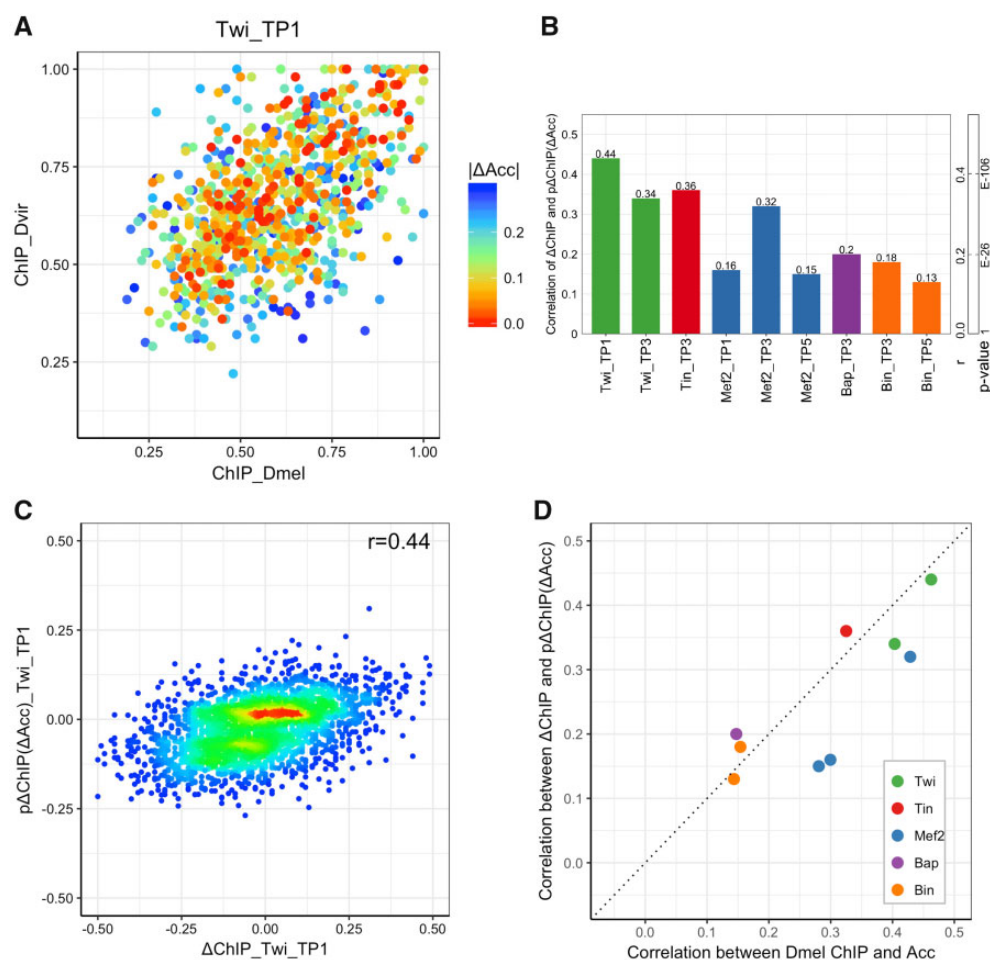 A
Twi_TP1
1.00
0.75
0.50
0.25
ChIP_Dvir
0.25
0.50
0.75
1.00
ChIP_Dmel
|ΔAcc|
0.2
0.1
0.0
B
Correlation of ΔChIP and pΔChIP(ΔAcc)
0.5
0.4
0.3
0.2
0.1
0
0.44
0.34
0.36
0.16
0.32
0.15
0.2
0.18
0.13
Twi_TP1
Twi_TP3
Tin_TP3
Mef2_TP1
Mef2_TP3
Mef2_TP5
Bap_TP3
Bin_TP3
Bin_TP5
0.4
0.2
0.0
r
E-106
E-26
1
p-value
C
r=0.44
0.50
0.25
0.00
-0.25
-0.50
pΔChIP(ΔAcc)_Twi_TP1
-0.50
-0.25
0.00
0.25
0.50
ΔChIP_Twi_TP1
D
Correlation between ΔChIP and pΔChIP(ΔAcc)
0.5
0.4
0.3
0.2
0.1
0.0
0.0
0.1
0.2
0.3
0.4
0.5
Correlation between Dmel ChIP and Acc
Twi
Tin
Mef2
Bap
Bin